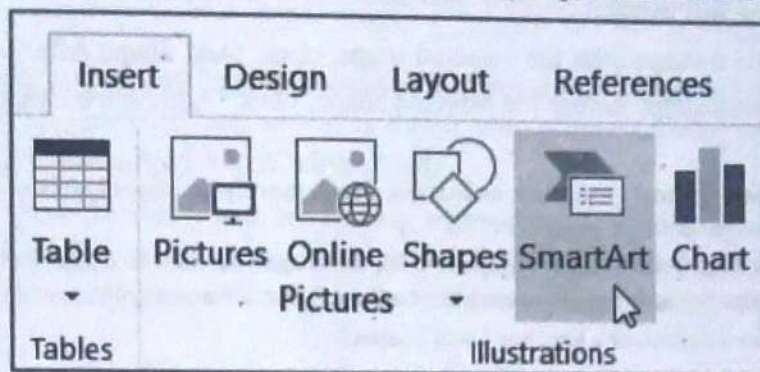 Insert Design Layout References
Table Pictures Online Pictures Shapes SmartArt Chart
Tables Illustrations